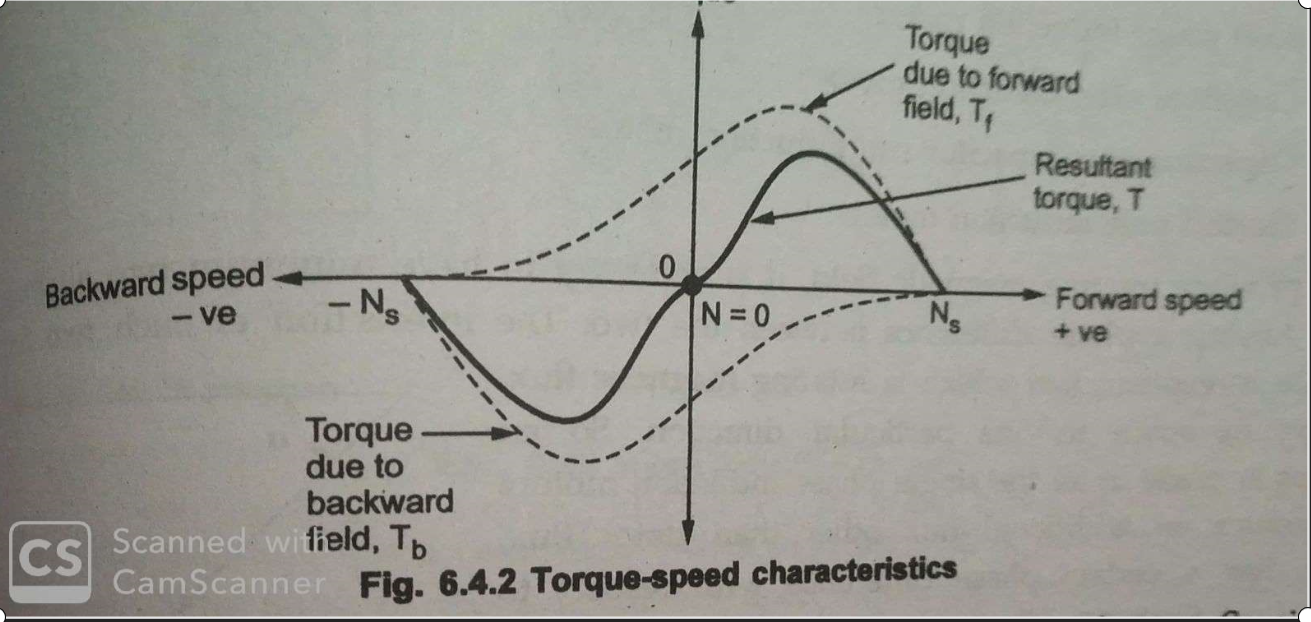 Torque
due to forward
field, Tf
Resultant
torque, T
0
Backward speed
– ve
– Ns
N = 0
Ns
Forward speed
+ ve
Torque
due to
backward
field, Tb
Fig. 6.4.2 Torque-speed characteristics
CS
Scanned with
CamScanner